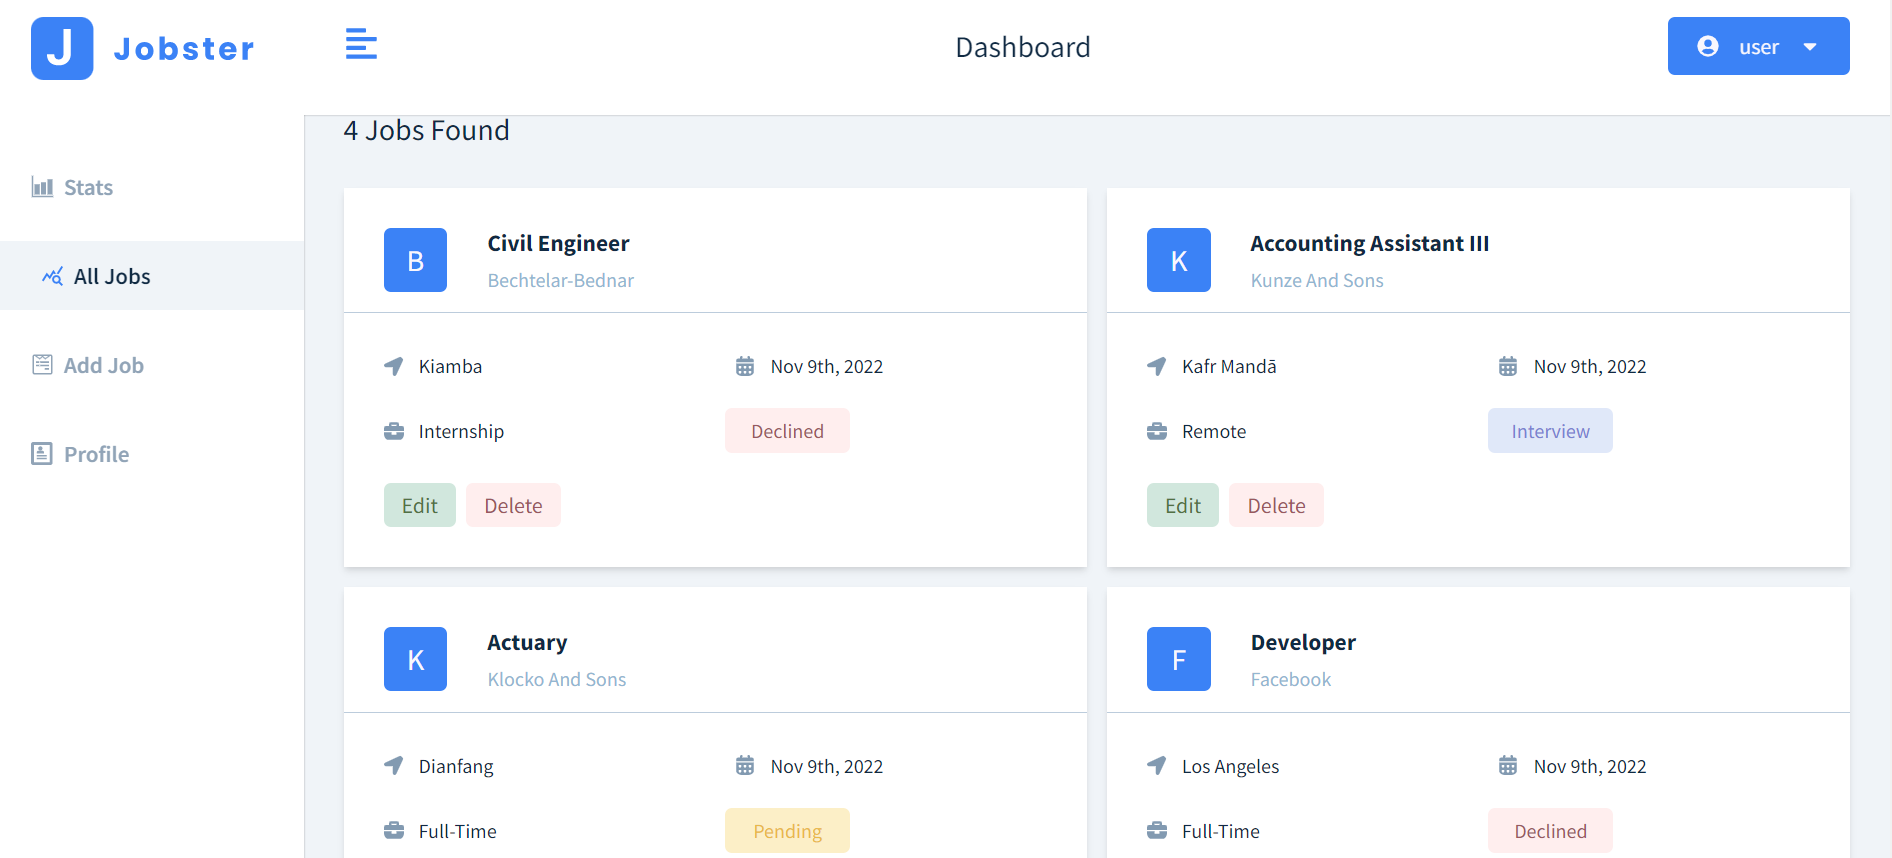 J Jobster
Dashboard
user
Stats
All Jobs
Add Job
Profile
4 Jobs Found
B
Civil Engineer
Bechtelar-Bednar
Kiamba
Nov 9th, 2022
Internship
Declined
Edit
Delete
K
Accounting Assistant III
Kunze And Sons
Kafr Mandā
Nov 9th, 2022
Remote
Interview
Edit
Delete
K
Actuary
Klocko And Sons
Dianfang
Nov 9th, 2022
Full-Time
Pending
F
Developer
Facebook
Los Angeles
Nov 9th, 2022
Full-Time
Declined